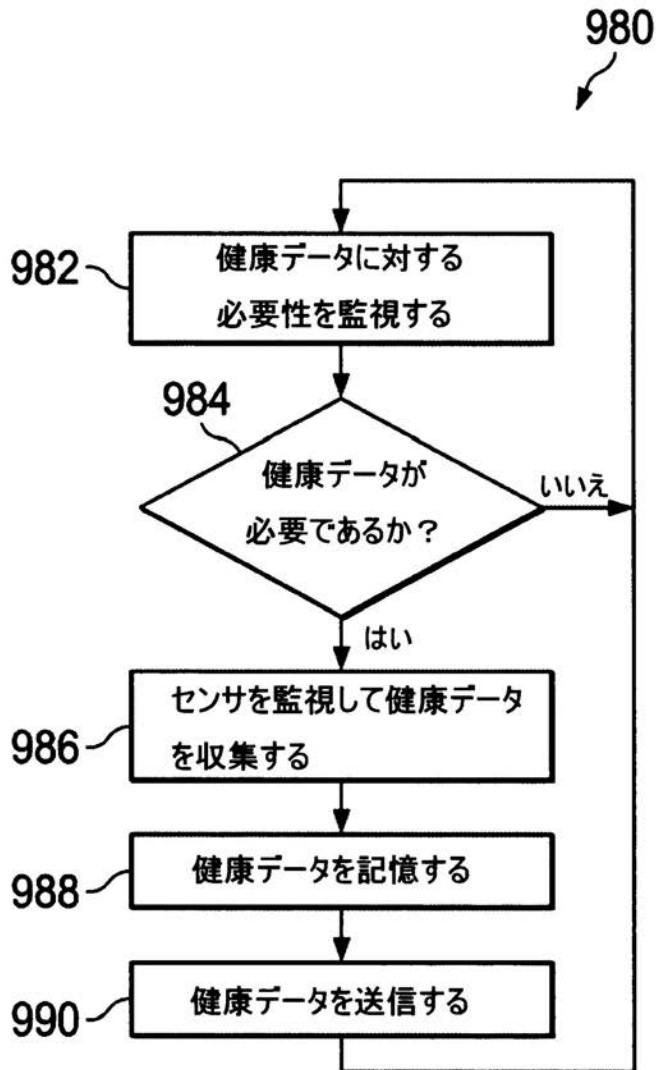 980
982
健康データに対する
必要性を監視する
984
健康データが
必要であるか?
いいえ
はい
986
センサを監視して健康データ
を収集する
988
健康データを記憶する
990
健康データを送信する